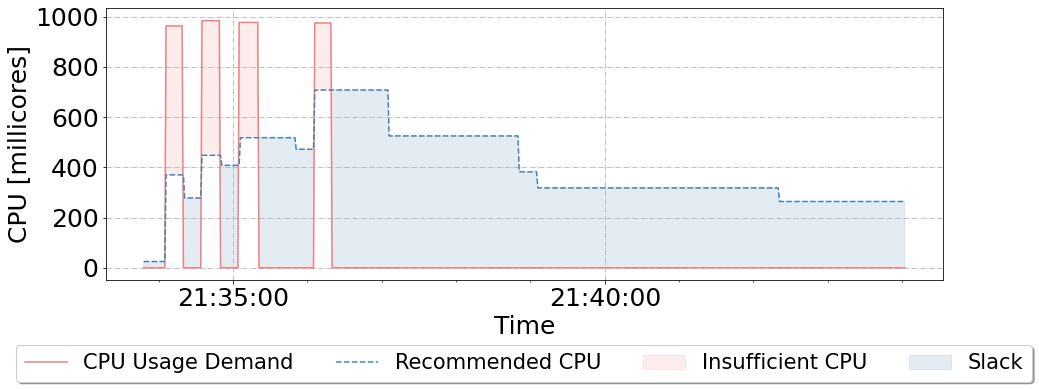 CPU [millicores]
1000
800
600
400
200
0
21:35:00 21:40:00
Time
CPU Usage Demand Recommended CPU Insufficient CPU Slack